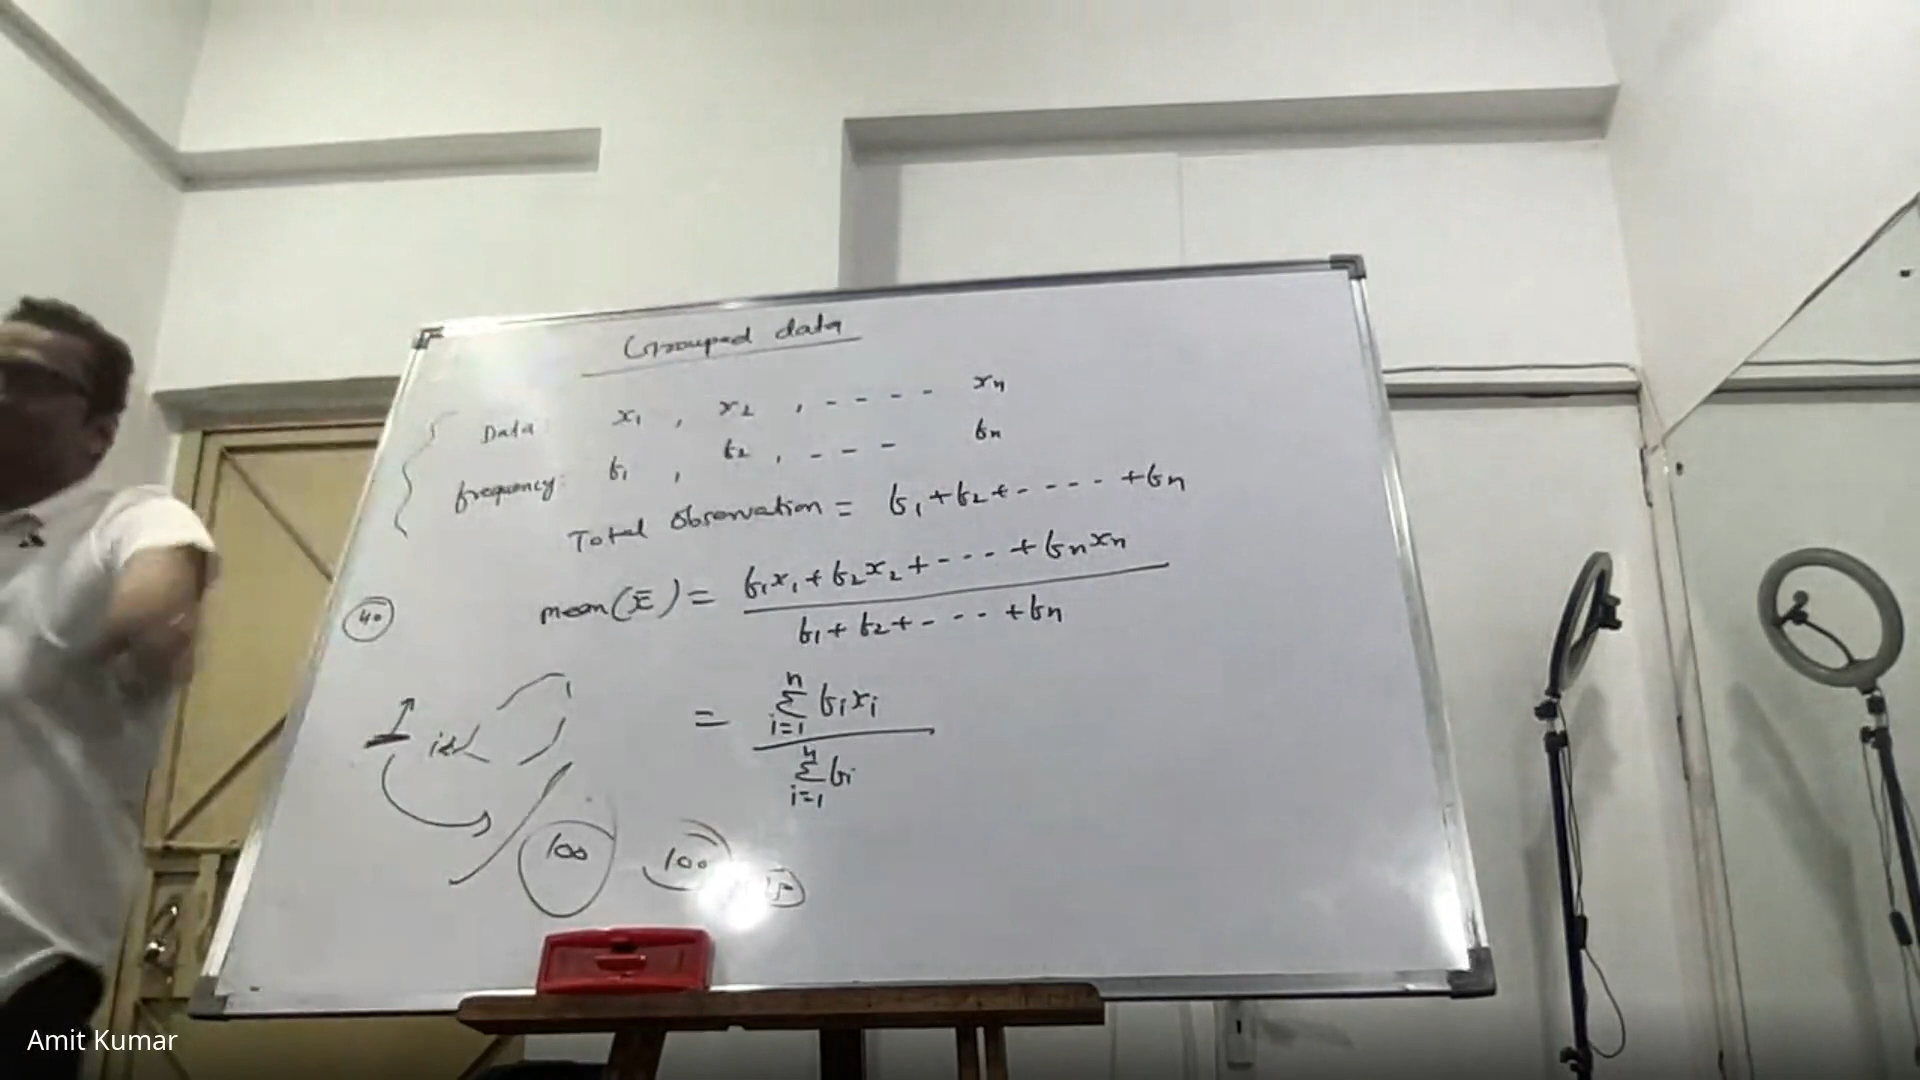 Grouped data
Data: x₁ , x₂ , - - - - xₙ
frequency: f₁ , f₂ , - - - fₙ
Total Observation = f₁ + f₂ + - - - - + fₙ
mean (x̄) = f₁x₁ + f₂x₂ + - - - + fₙxₙ
f₁ + f₂ + - - - + fₙ
40
= n
Σ fᵢxᵢ
i=1
n
Σ fᵢ
i=1
100 100
Amit Kumar